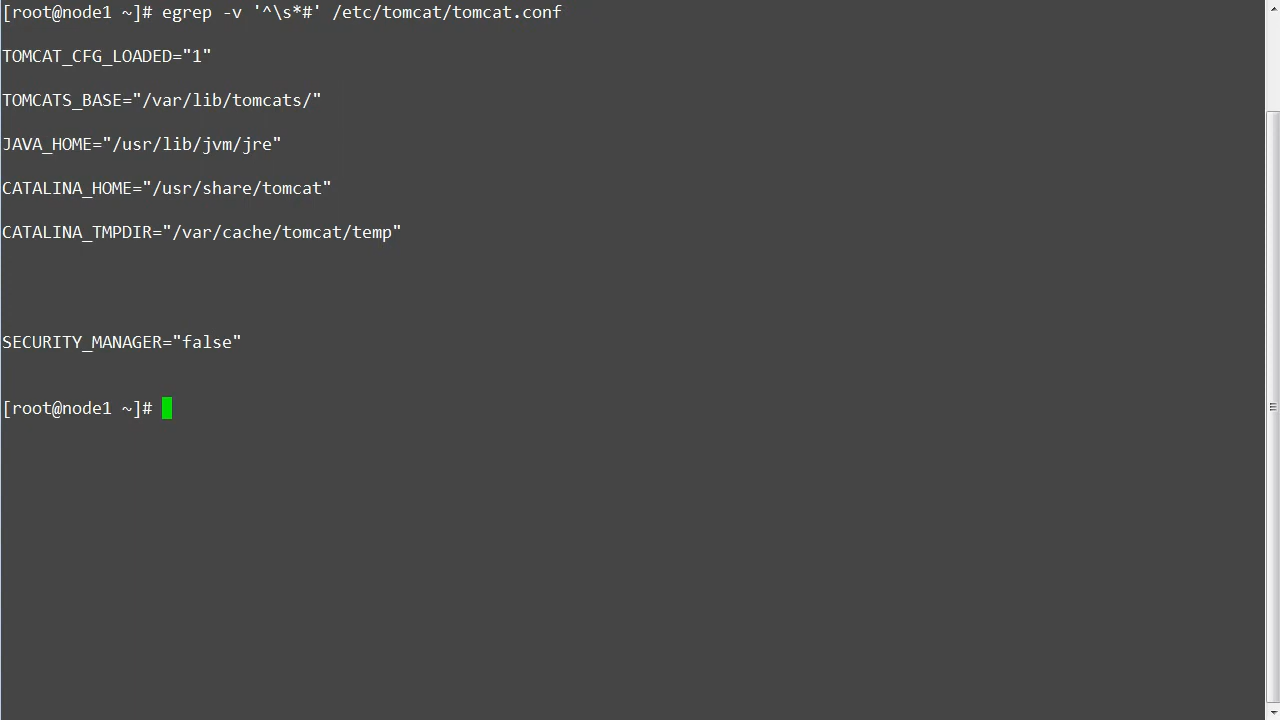 [root@node1 ~]# egrep -v '^\s*#' /etc/tomcat/tomcat.conf
TOMCAT_CFG_LOADED="1"
TOMCATS_BASE="/var/lib/tomcats/"
JAVA_HOME="/usr/lib/jvm/jre"
CATALINA_HOME="/usr/share/tomcat"
CATALINA_TMPDIR="/var/cache/tomcat/temp"
SECURITY_MANAGER="false"
[root@node1 ~]#